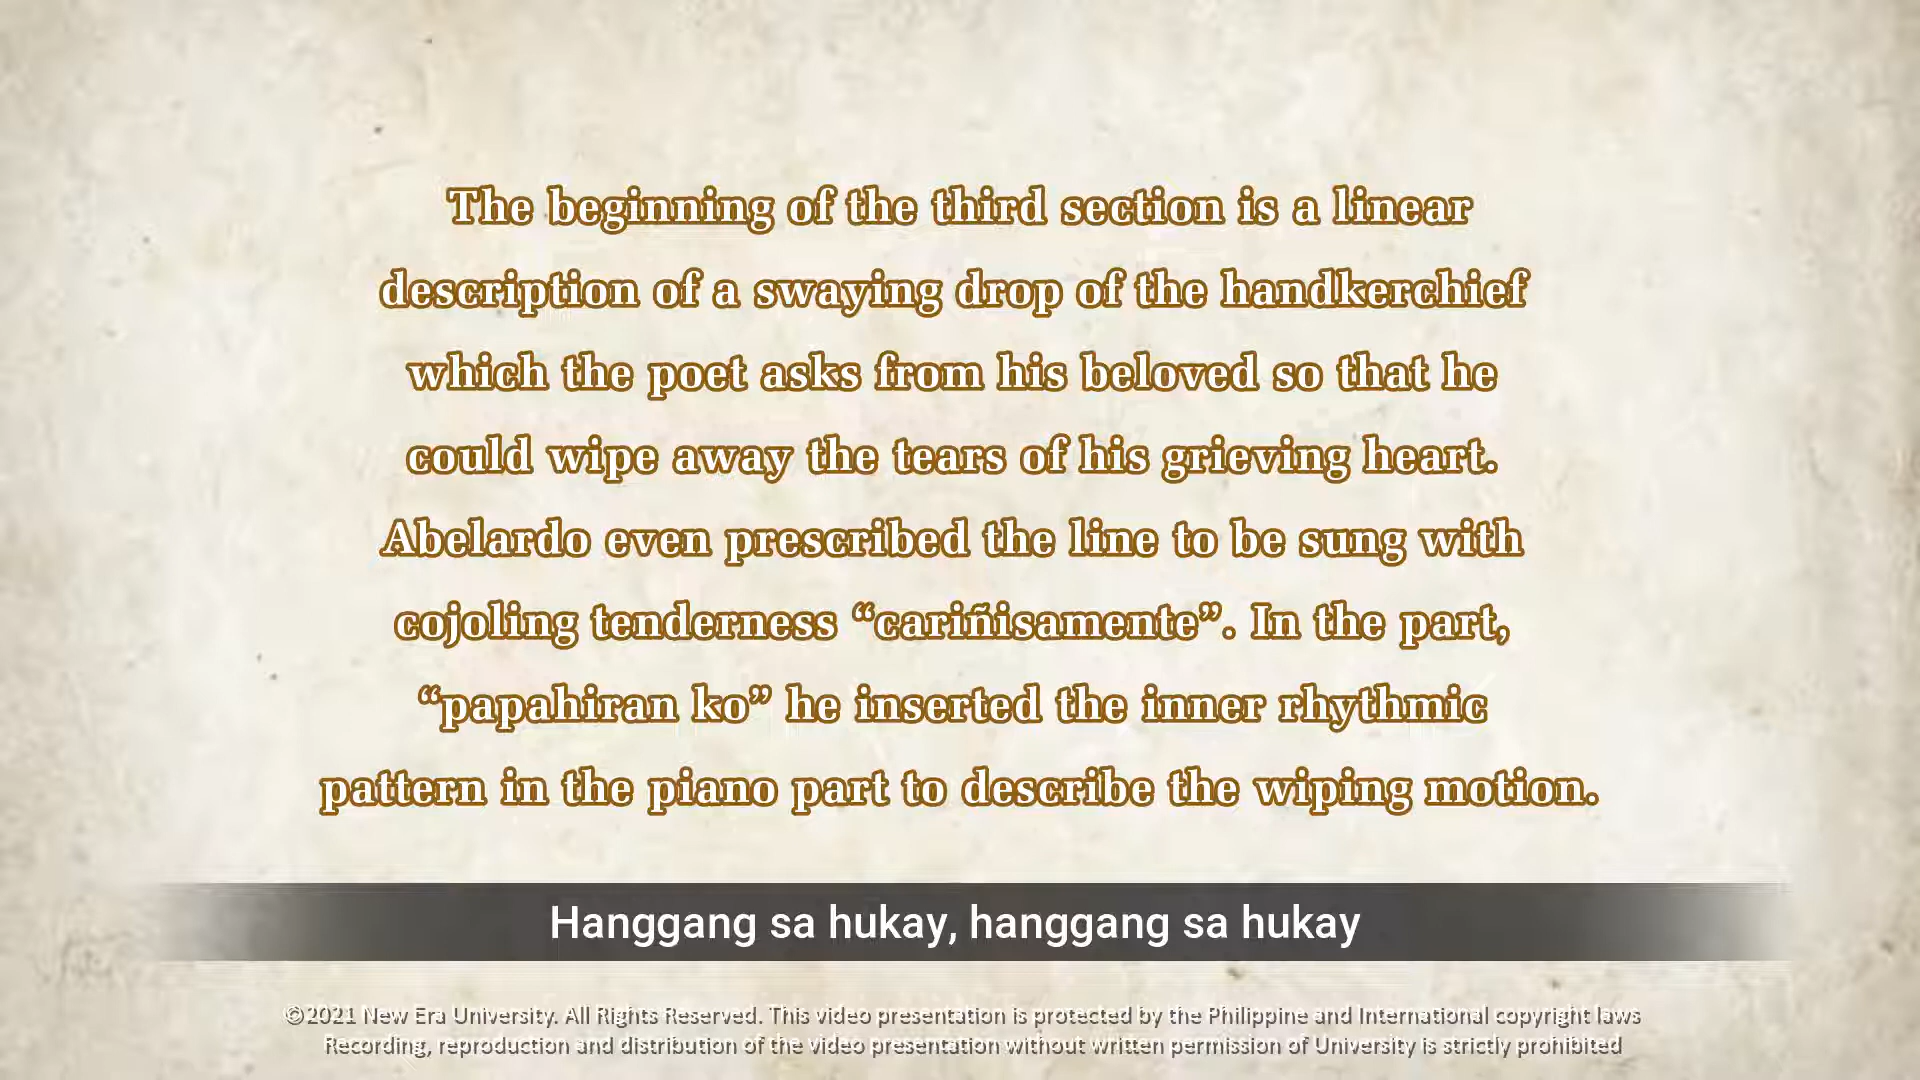 The beginning of the third section is a linear
description of a swaying drop of the handkerchief
which the poet asks from his beloved so that he
could wipe away the tears of his grieving heart.
Abelardo even prescribed the line to be sung with
cojoling tenderness “cariñisamente”. In the part,
“papahiran ko” he inserted the inner rhythmic
pattern in the piano part to describe the wiping motion.
Hanggang sa hukay, hanggang sa hukay
©2021 New Era University. All Rights Reserved. This video presentation is protected by the Philippine and International copyright laws
Recording, reproduction and distribution of the video presentation without written permission of University is strictly prohibited